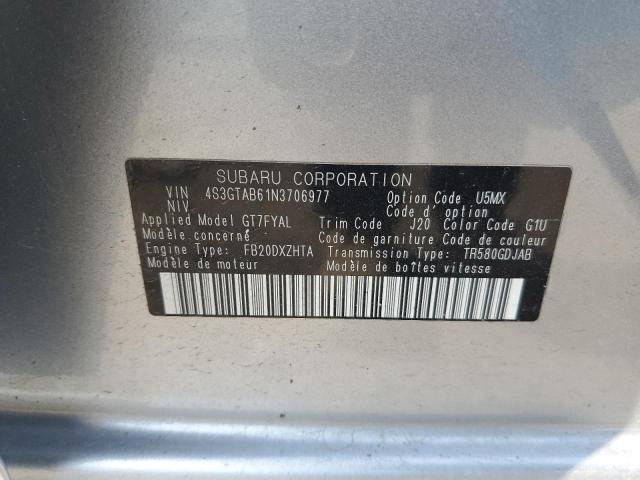 SUBARU CORPORATION
VIN 4S3GTAB61N3706977 Option Code U5MX
NIV Code d'option
Applied Model GT7FYAL Trim Code J20 Color Code G1U
Modèle concerné Code de garniture Code de couleur
Engine Type: FB20DXZHTA Transmission Type: TR580GDJAB
Modèle de moteur Modèle de boîtes vitesse